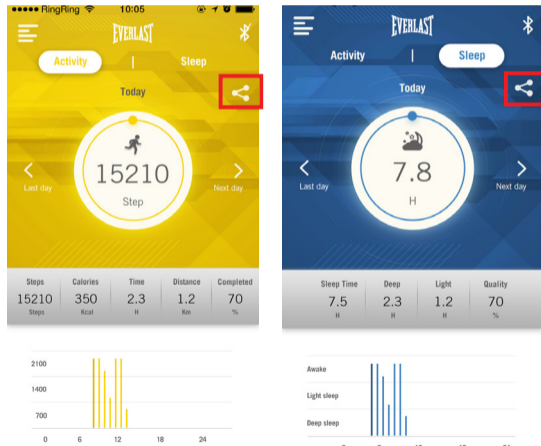 RingRing 10:05
EVERLAST
Activity | Sleep
Today
15210
Step
Last day
Next day
Steps Calories Time Distance Completed
15210 350 2.3 1.2 70
Steps Kcal H Km %
2100
1400
700
0 6 12 18 24
EVERLAST
Activity | Sleep
Today
7.8
H
Last day
Next day
Sleep Time Deep Light Quality
7.5 2.3 1.2 70
H H H %
Awake
Light sleep
Deep sleep